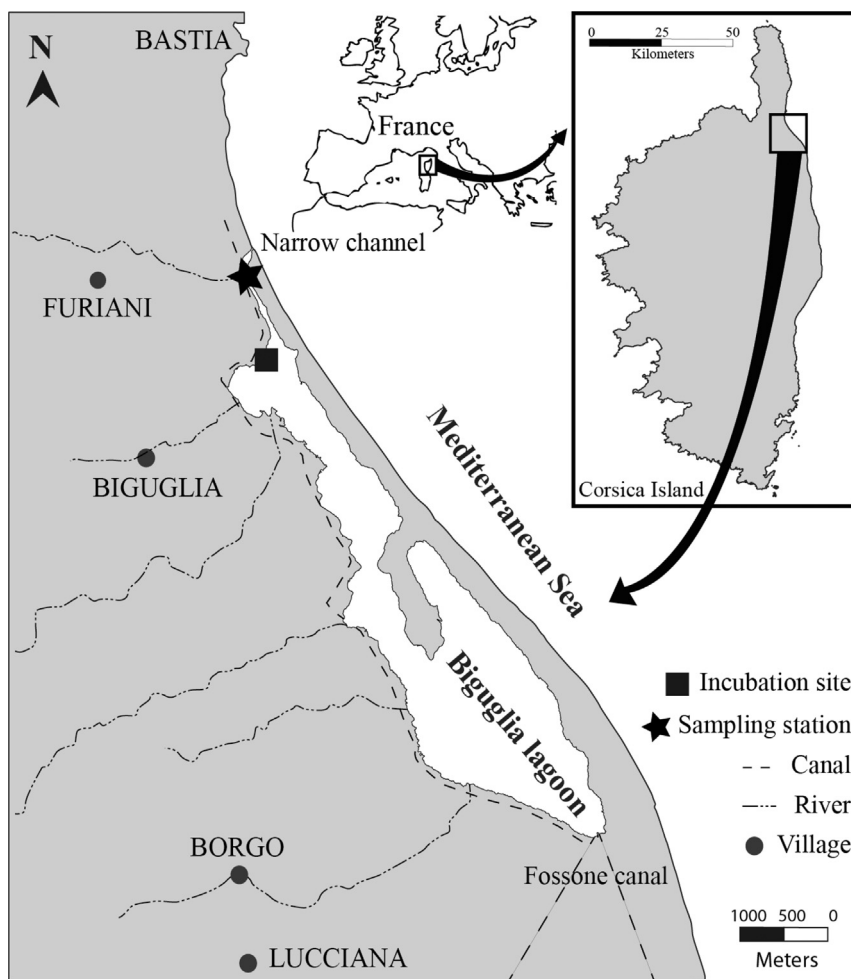 BASTIA
N
France
0 25 50
Kilometers
Narrow channel
FURIANI
BIGUGLIA
Mediterranean Sea
Corsica Island
Biguglia lagoon
Incubation site
Sampling station
Canal
River
Village
BORGO
Fossone canal
LUCCIANA
1000 500 0
Meters